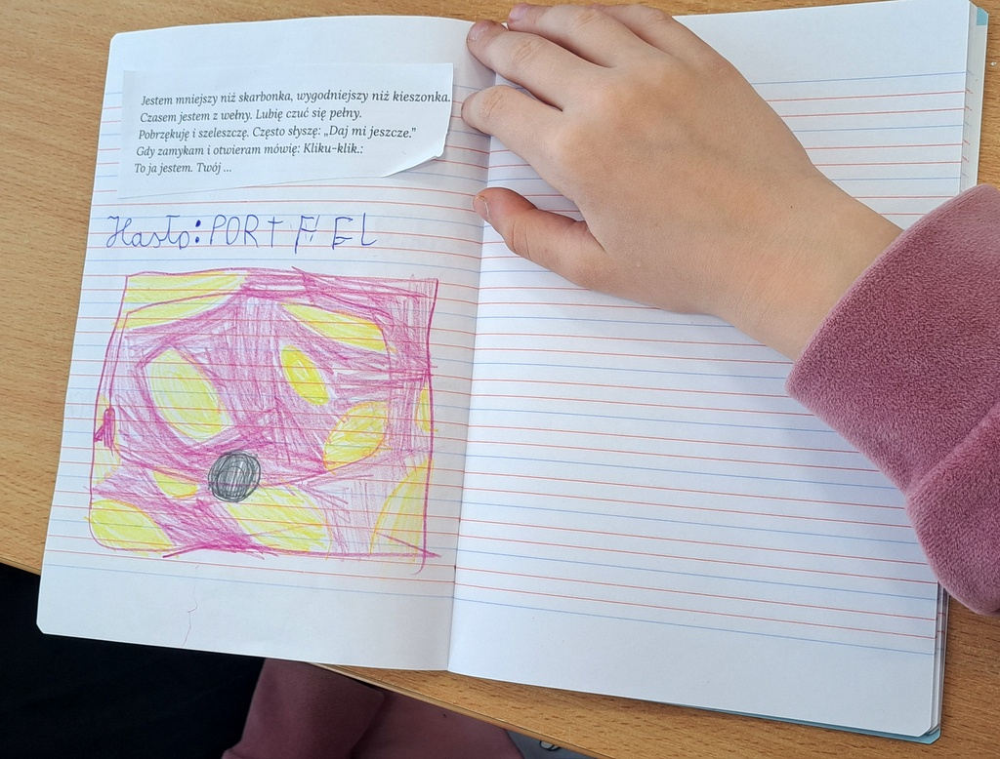 Jestem mniejszy niż skarbonka, wygodniejszy niż kieszonka.
Czasem jestem z wełny. Lubię czuć się pełny.
Pobrzękuję i szeleszczę. Często słyszę: „Daj mi jeszcze."
Gdy zamykam i otwieram mówię: Kliku-klik.:
To ja jestem. Twój ...
Hasło: PORTFEL